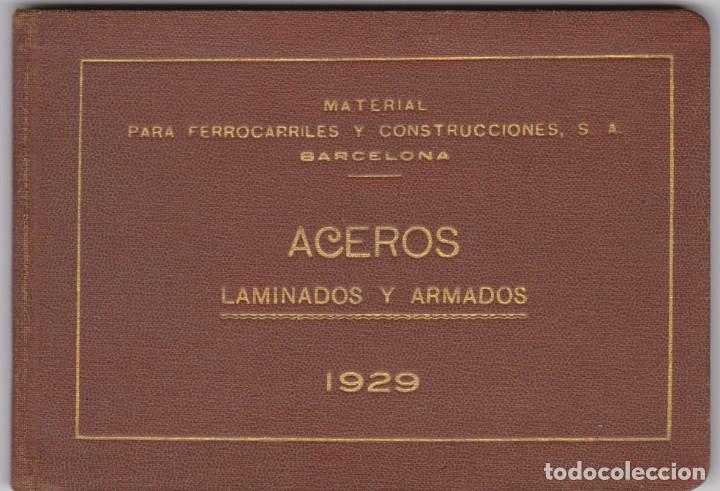 MATERIAL
PARA FERROCARRILES Y CONSTRUCCIONES, S. A.
BARCELONA
ACEROS
LAMINADOS Y ARMADOS
1929
todocoleccion